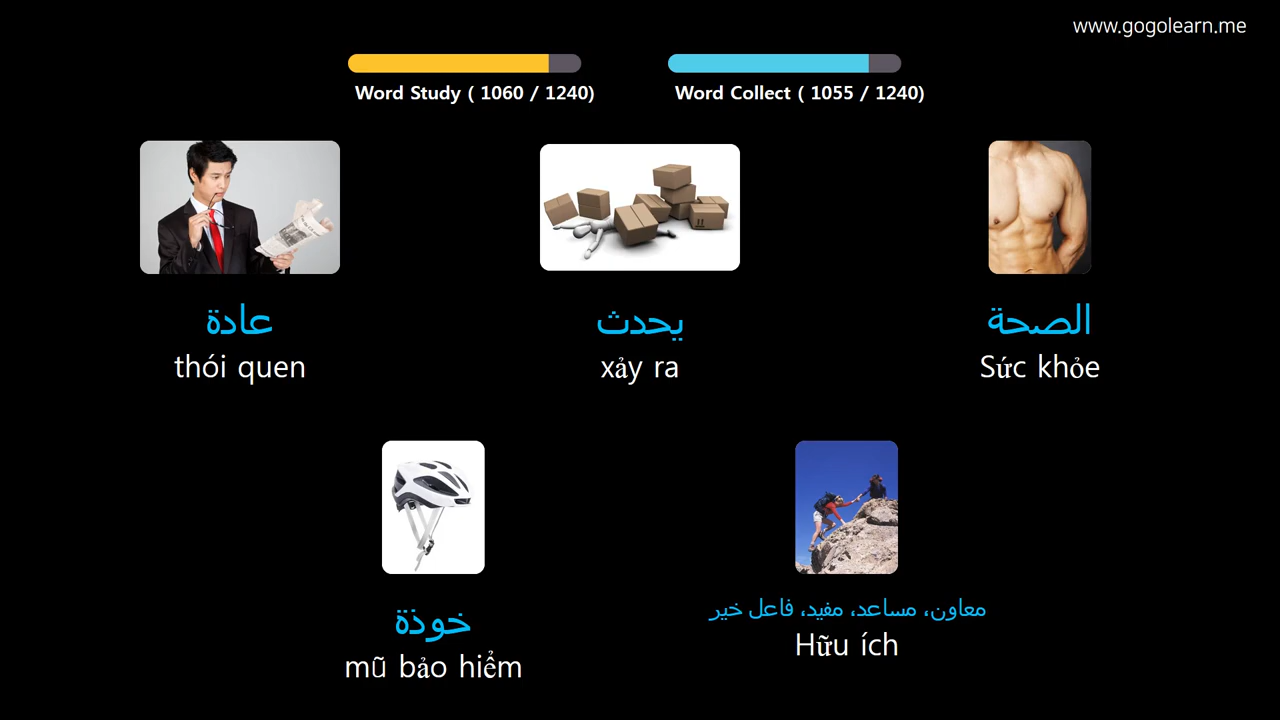 www.gogolearn.me
Word Study ( 1060 / 1240)
Word Collect ( 1055 / 1240)
عادة
thói quen
يحدث
xảy ra
الصحة
Sức khỏe
خوذة
mũ bảo hiểm
معاون، مساعد، مفيد، فاعل خير
Hữu ích